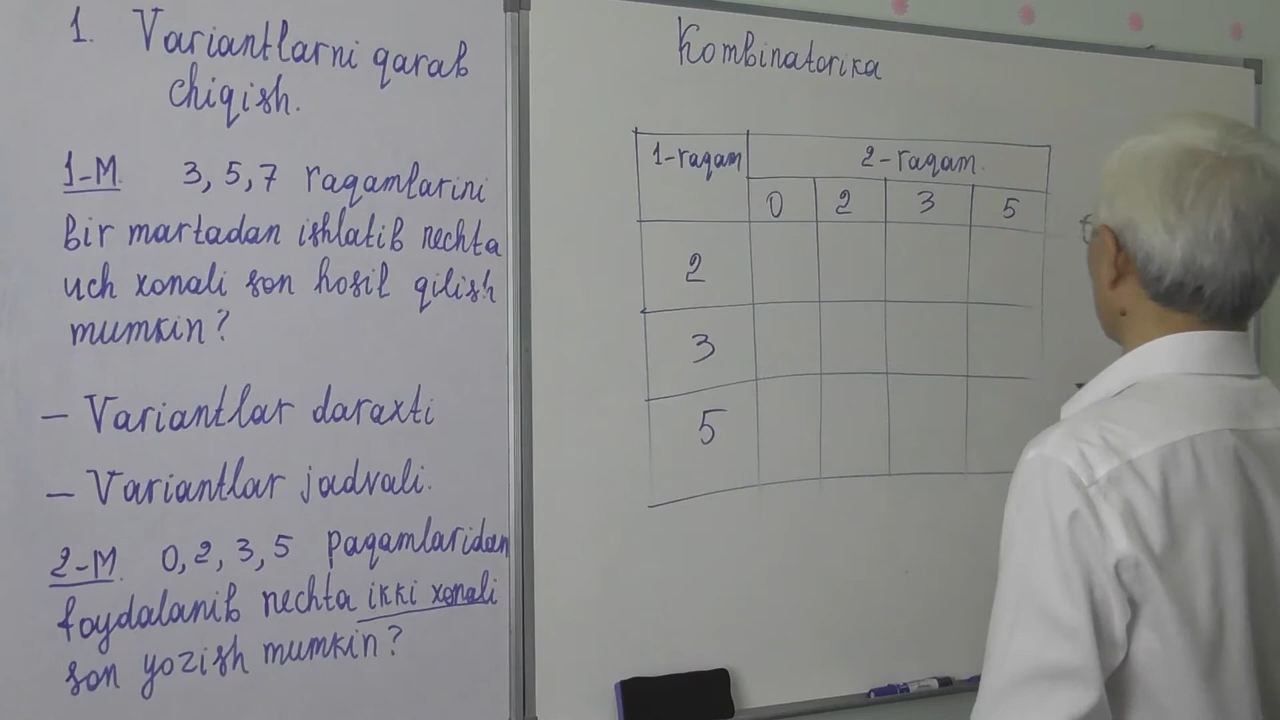 1. Variantlarni qarab
chiqish.
1-M. 3, 5, 7 raqamlarini
bir martadan ishlatib nechta
uch xonali son hosil qilish
mumkin?
- Variantlar daraxti
- Variantlar jadvali.
2-M. 0, 2, 3, 5 paqamlaridan
foydalanib nechta ikki xonali
son yozish mumkin?
Kombinatorika
1-raqam 2-raqam.
0 2 3 5
2
3
5